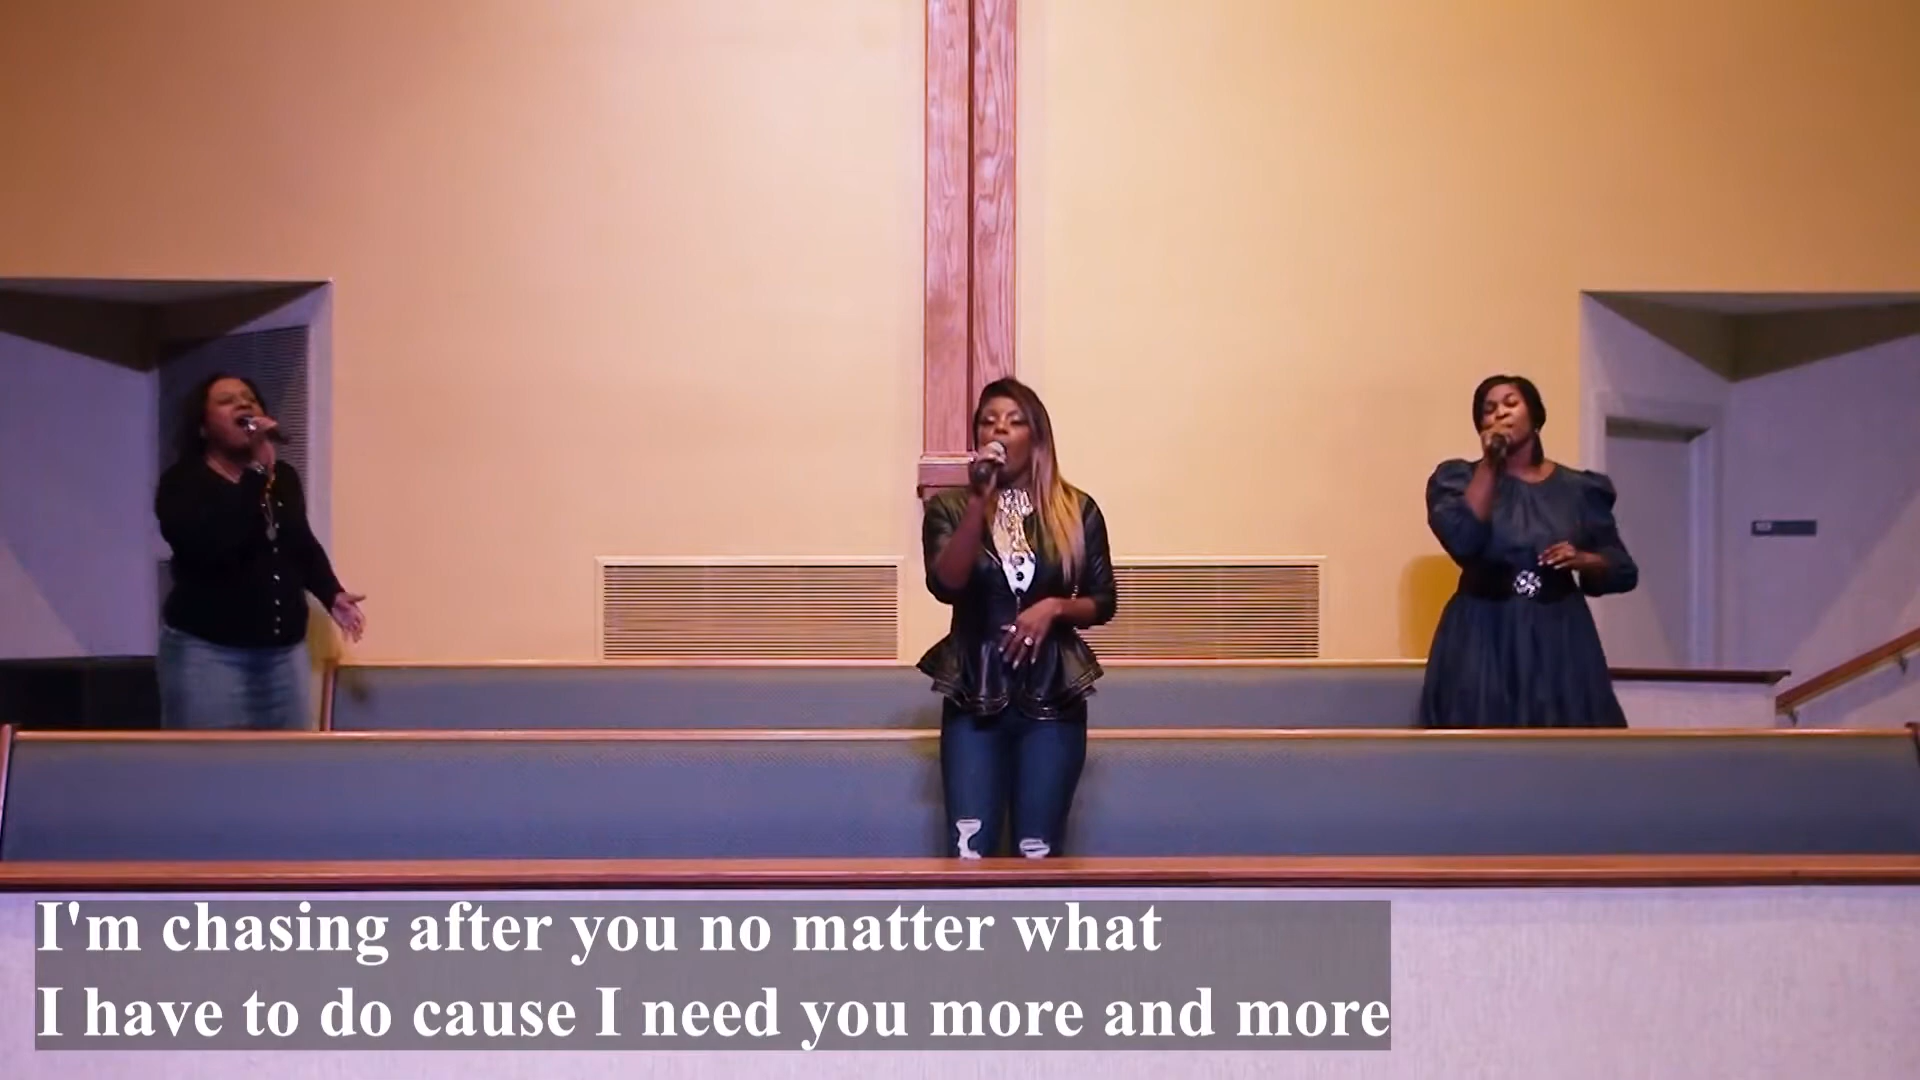 I'm chasing after you no matter what
I have to do cause I need you more and more